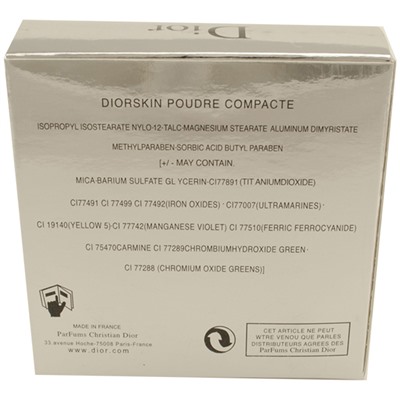 Dior
DIORSKIN POUDRE COMPACTE
ISOPROPYL ISOSTEARATE NYLO-12-TALC-MAGNESIUM STEARATE ALUMINUM DIMYRISTATE
METHYLPARABEN-SORBIC ACID BUTYL PARABEN
[+/- MAY CONTAIN.
MICA-BARIUM SULFATE GL YCERIN-CI77891 (TIT ANIUMDIOXIDE)
CI77491 CI 77499 CI 77492(IRON OXIDES) ·CI77007(ULTRAMARINES)
CI 19140(YELLOW 5)-CI 77742(MANGANESE VIOLET) CI 77510(FERRIC FERROCYANIDE)
CI 75470CARMINE CI 77289CHROMBIUMHYDROXIDE GREEN·
CI 77288 (CHROMIUM OXIDE GREENS)]
MADE IN FRANCE
ParFums Christian Dior
33 avenue Hoche-75008 Paris-France
www.dior.com
CET ARTICLE NE PEUT
WTRE VENOU QUE PARLES
DISTRIBUTEURS AGREES DES
ParFums Christian Dior